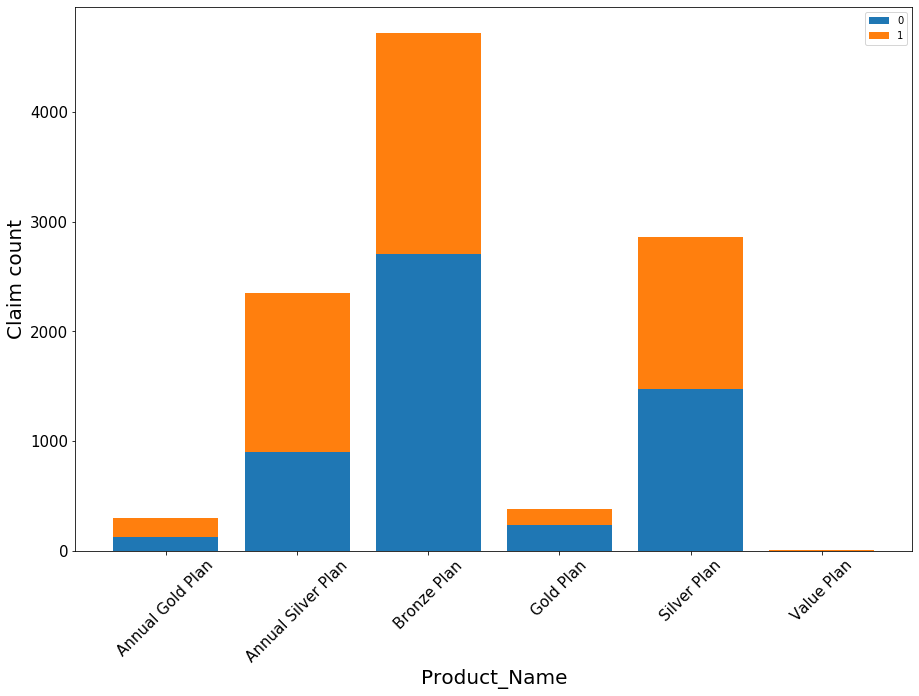 0
1
Claim count
4000
3000
2000
1000
0
Annual Gold Plan
Annual Silver Plan
Bronze Plan
Gold Plan
Silver Plan
Value Plan
Product_Name